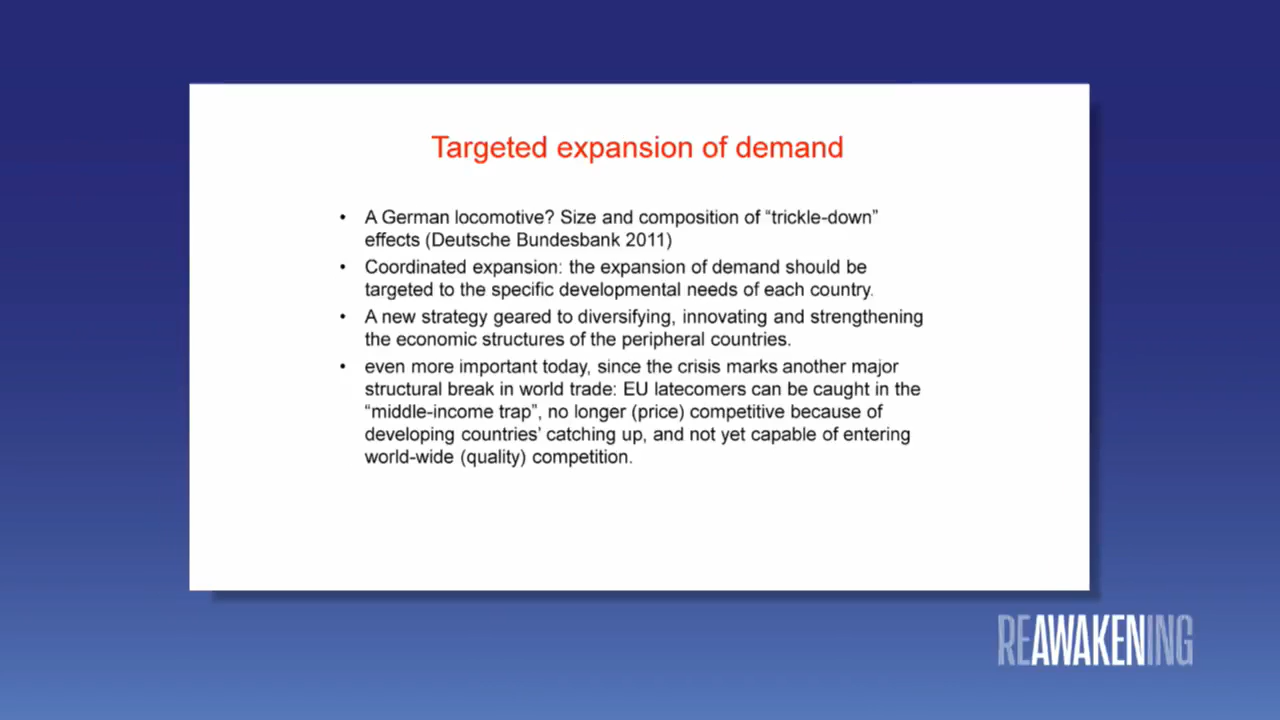 Targeted expansion of demand
• A German locomotive? Size and composition of “trickle-down”
effects (Deutsche Bundesbank 2011)
• Coordinated expansion: the expansion of demand should be
targeted to the specific developmental needs of each country.
• A new strategy geared to diversifying, innovating and strengthening
the economic structures of the peripheral countries.
• even more important today, since the crisis marks another major
structural break in world trade: EU latecomers can be caught in the
“middle-income trap”, no longer (price) competitive because of
developing countries’ catching up, and not yet capable of entering
world-wide (quality) competition.
REAWAKENING